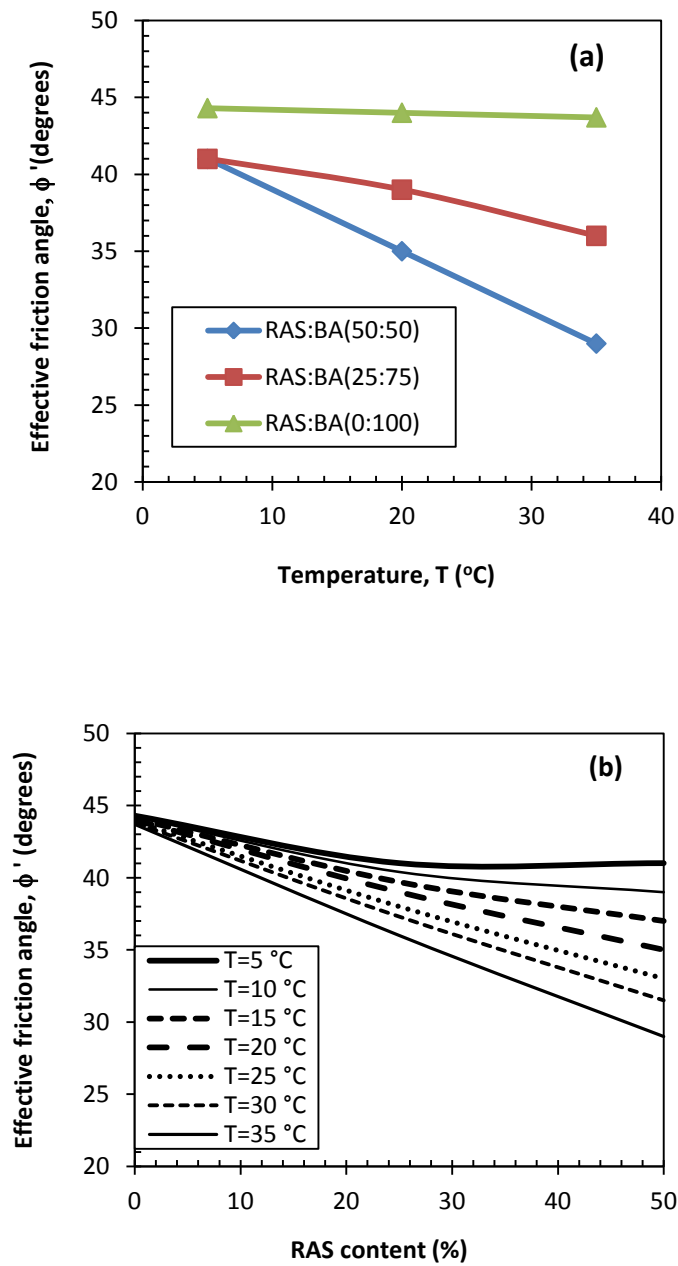 50
(a)
45
40
35
30
25
20
Effective friction angle, ϕ '(degrees)
RAS:BA(50:50)
RAS:BA(25:75)
RAS:BA(0:100)
0 10 20 30 40
Temperature, T (oC)
50
(b)
45
40
35
30
25
20
Effective friction angle, ϕ ' (degrees)
T=5 °C
T=10 °C
T=15 °C
T=20 °C
T=25 °C
T=30 °C
T=35 °C
0 10 20 30 40 50
RAS content (%)